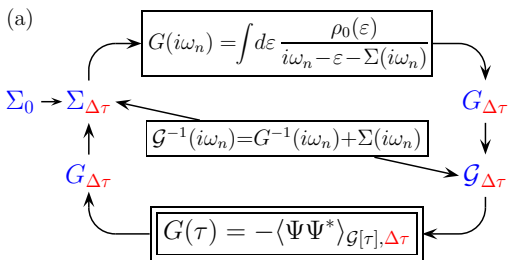 (a)
G(iω_n) = ∫dε ρ_0(ε) / (iω_n − ε − Σ(iω_n))
Σ_0 → Σ_Δτ
G_Δτ
𝒢^{-1}(iω_n)=G^{-1}(iω_n)+Σ(iω_n)
G_Δτ
𝒢_Δτ
G(τ) = −⟨ΨΨ*⟩_{𝒢[τ],Δτ}